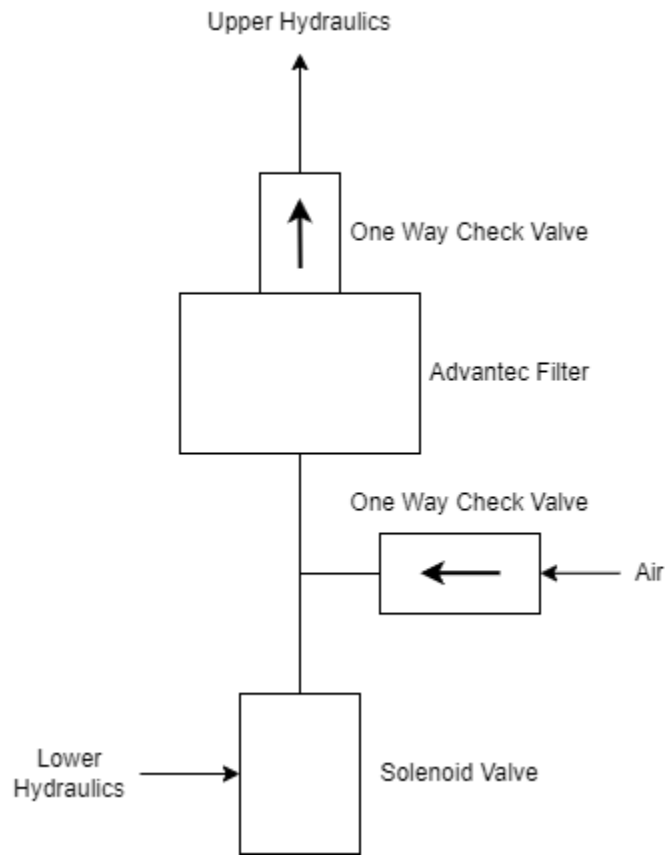 Upper Hydraulics
One Way Check Valve
Advantec Filter
One Way Check Valve
Air
Lower
Hydraulics
Solenoid Valve